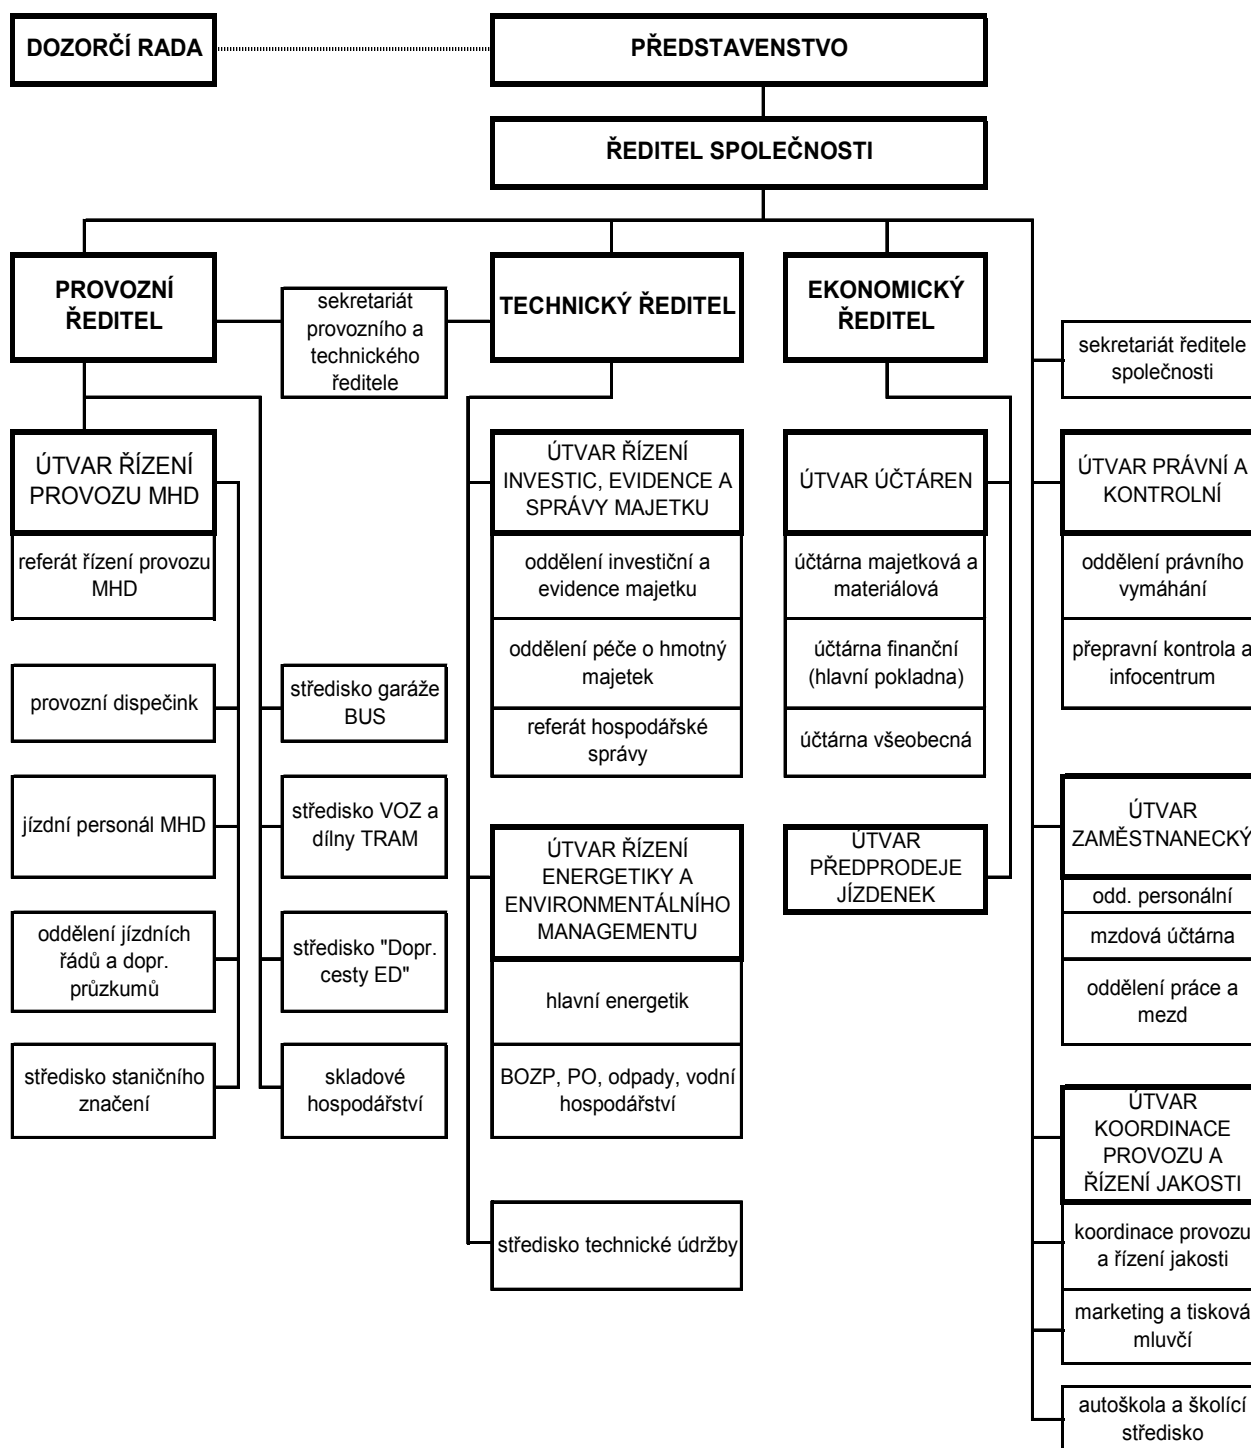 DOZORČÍ RADA
PŘEDSTAVENSTVO
ŘEDITEL SPOLEČNOSTI
PROVOZNÍ
ŘEDITEL
sekretariát
provozního a
technického
ředitele
TECHNICKÝ ŘEDITEL
EKONOMICKÝ
ŘEDITEL
sekretariát ředitele
společnosti
ÚTVAR ŘÍZENÍ
PROVOZU MHD
referát řízení provozu
MHD
provozní dispečink
jízdní personál MHD
oddělení jízdních
řádů a dopr.
průzkumů
středisko staničního
značení
středisko garáže
BUS
středisko VOZ a
dílny TRAM
středisko "Dopr.
cesty ED"
skladové
hospodářství
ÚTVAR ŘÍZENÍ
INVESTIC, EVIDENCE A
SPRÁVY MAJETKU
oddělení investiční a
evidence majetku
oddělení péče o hmotný
majetek
referát hospodářské
správy
ÚTVAR ŘÍZENÍ
ENERGETIKY A
ENVIRONMENTÁLNÍHO
MANAGEMENTU
hlavní energetik
BOZP, PO, odpady, vodní
hospodářství
středisko technické údržby
ÚTVAR ÚČTÁREN
účtárna majetková a
materiálová
účtárna finanční
(hlavní pokladna)
účtárna všeobecná
ÚTVAR
PŘEDPRODEJE
JÍZDENEK
ÚTVAR PRÁVNÍ A
KONTROLNÍ
oddělení právního
vymáhání
přepravní kontrola a
infocentrum
ÚTVAR
ZAMĚSTNANECKÝ
odd. personální
mzdová účtárna
oddělení práce a
mezd
ÚTVAR
KOORDINACE
PROVOZU A
ŘÍZENÍ JAKOSTI
koordinace provozu
a řízení jakosti
marketing a tisková
mluvčí
autoškola a školící
středisko